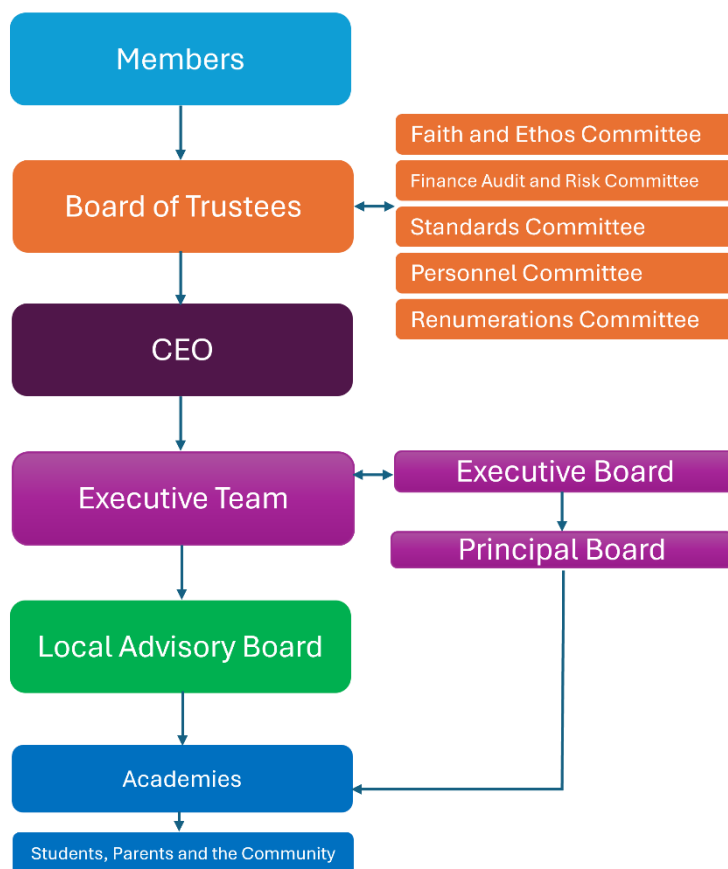 Members
Board of Trustees
Faith and Ethos Committee
Finance Audit and Risk Committee
Standards Committee
Personnel Committee
Renumerations Committee
CEO
Executive Team
Executive Board
Principal Board
Local Advisory Board
Academies
Students, Parents and the Community